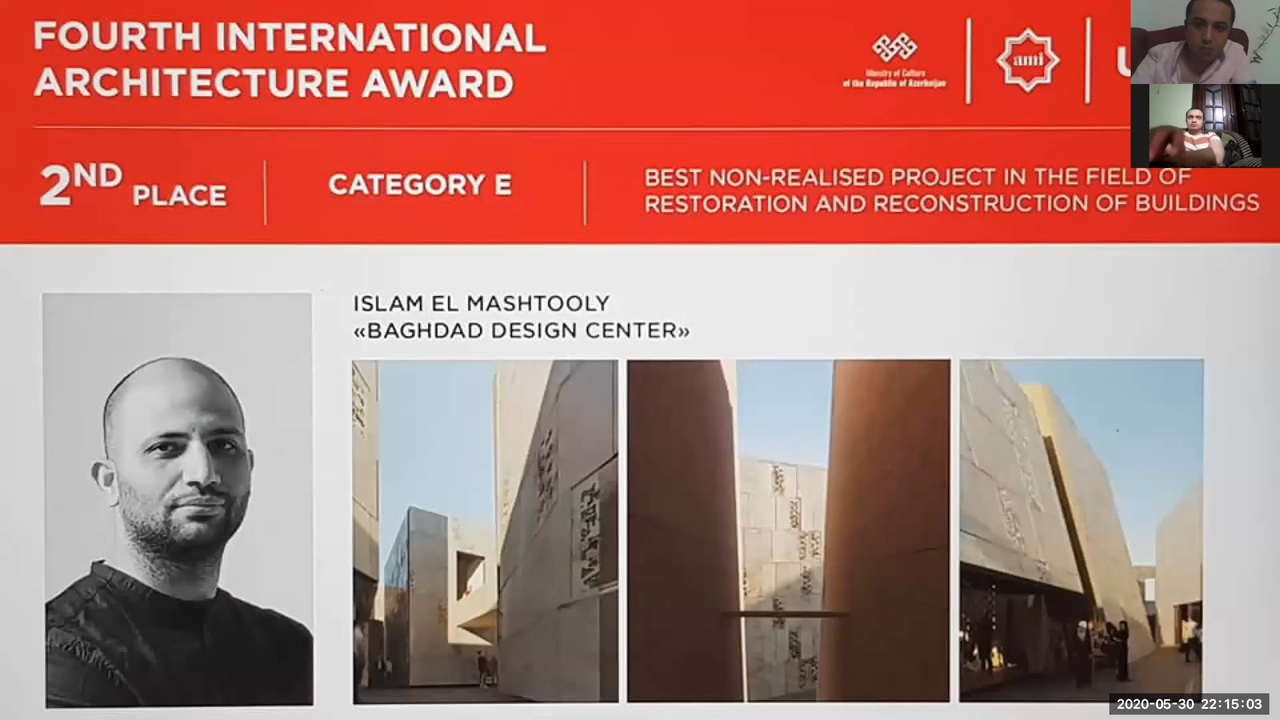 FOURTH INTERNATIONAL
ARCHITECTURE AWARD
Ministry of Culture
of the Republic of Azerbaijan
ami
2ND PLACE
CATEGORY E
BEST NON-REALISED PROJECT IN THE FIELD OF
RESTORATION AND RECONSTRUCTION OF BUILDINGS
ISLAM EL MASHTOOLY
«BAGHDAD DESIGN CENTER»
2020-05-30 22:15:03